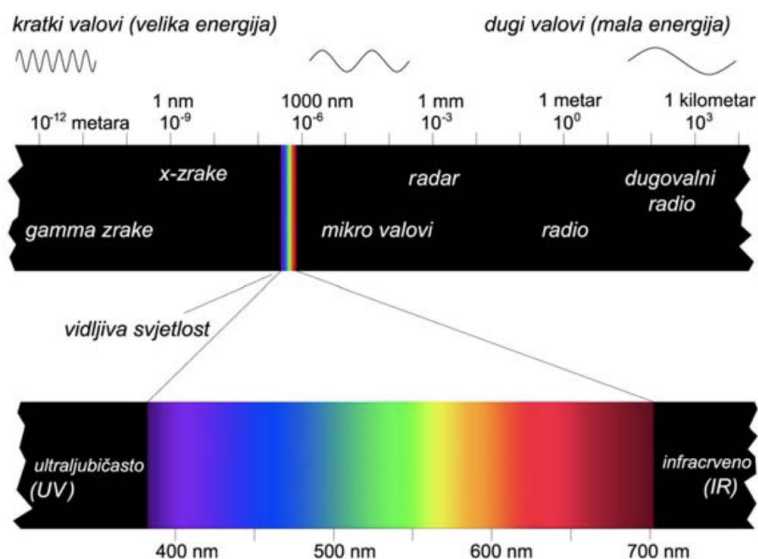 kratki valovi (velika energija)
dugi valovi (mala energija)
1 nm
1000 nm
1 mm
1 metar
1 kilometar
10⁻¹² metara
10⁻⁹
10⁻⁶
10⁻³
10⁰
10³
x-zrake
radar
dugovalni
radio
gamma zrake
mikro valovi
radio
vidljiva svjetlost
ultraljubičasto
(UV)
infracrveno
(IR)
400 nm
500 nm
600 nm
700 nm